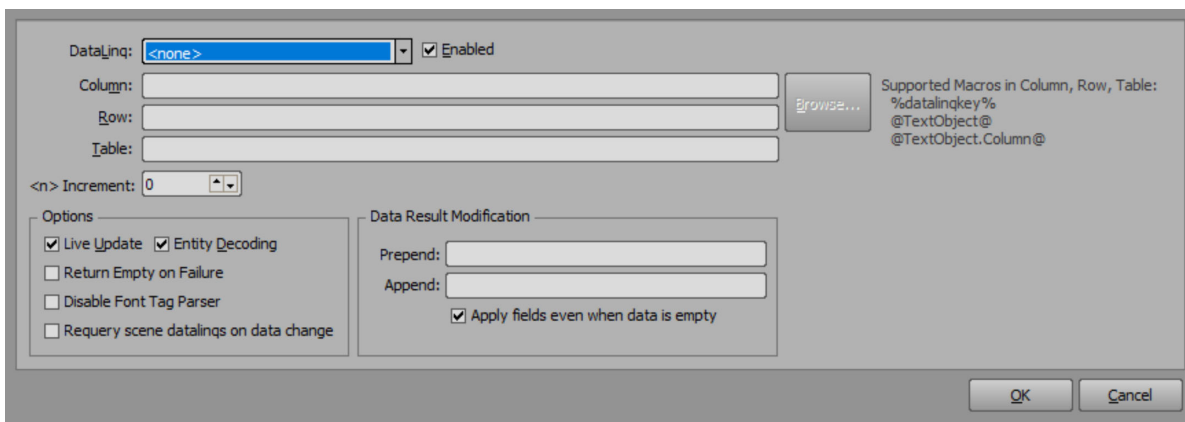 DataLinq: <none> Enabled
Column: Browse... Supported Macros in Column, Row, Table:
%datalinqkey%
Row: @TextObject@
@TextObject.Column@
Table:
<n> Increment: 0
Options Data Result Modification
Live Update Entity Decoding
Prepend:
Return Empty on Failure
Append:
Disable Font Tag Parser
Apply fields even when data is empty
Requery scene datalinqs on data change
OK Cancel